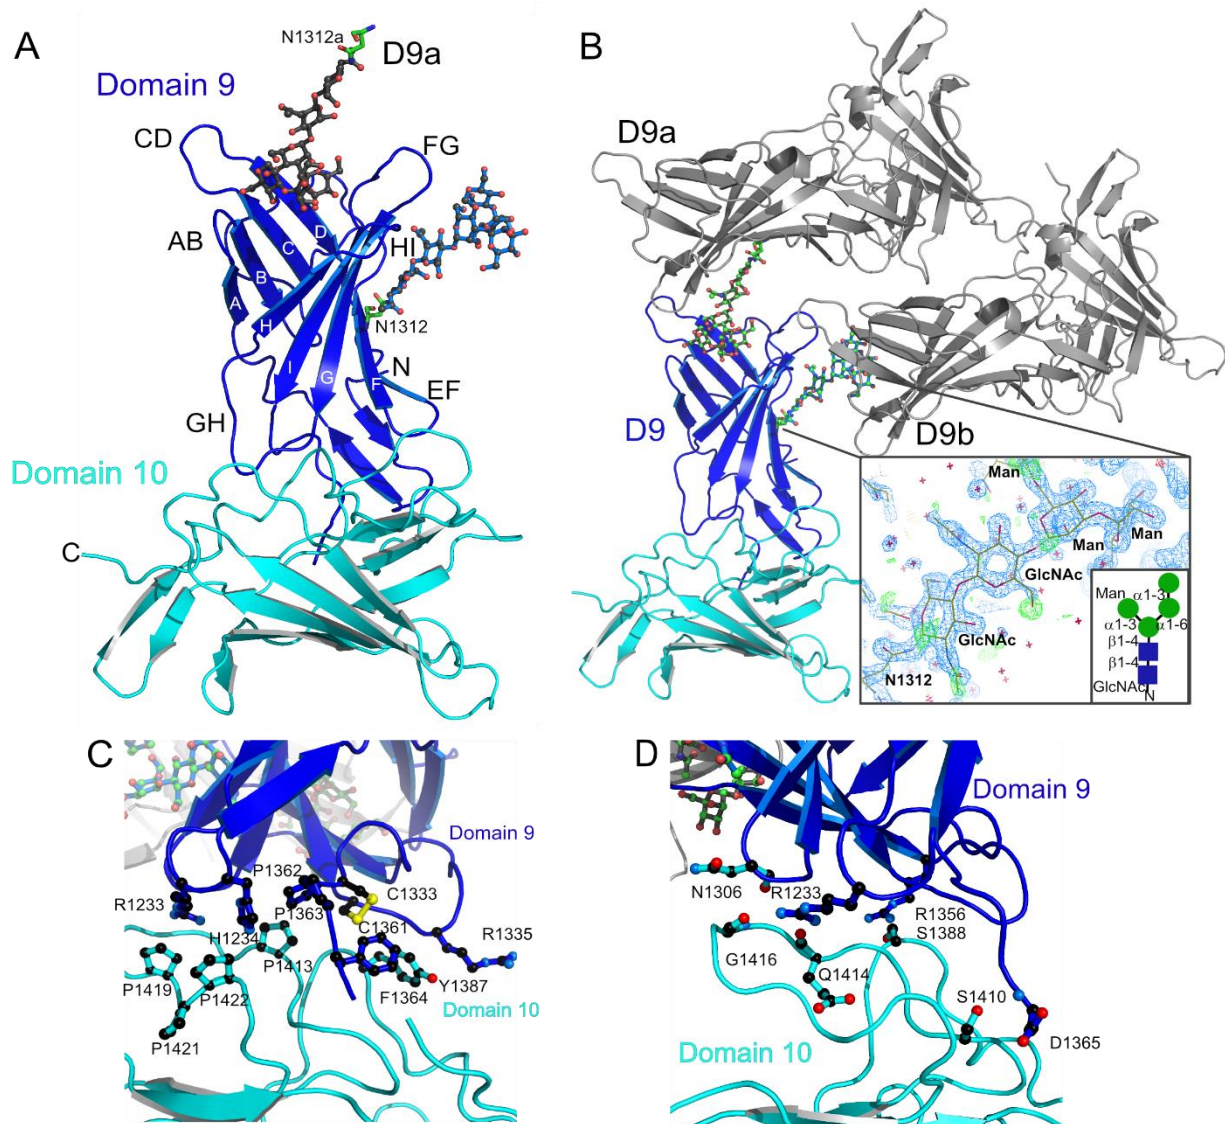 A
N1312a
D9a
Domain 9
CD
FG
AB
D
C
HI
B
A
H
N1312
I
G
N
F
EF
GH
Domain 10
C
B
D9a
D9
D9b
Man
Man
Man
GlcNAc
GlcNAc
N1312
Man
α1-3
α1-3
α1-6
β1-4
β1-4
GlcNAc
N
C
Domain 9
P1362
C1333
R1233
P1363
C1361
R1335
H1234
P1413
Y1387
P1419
P1422
F1364
Domain 10
P1421
D
Domain 9
N1306
R1233
R1356
S1388
G1416
Q1414
S1410
Domain 10
D1365